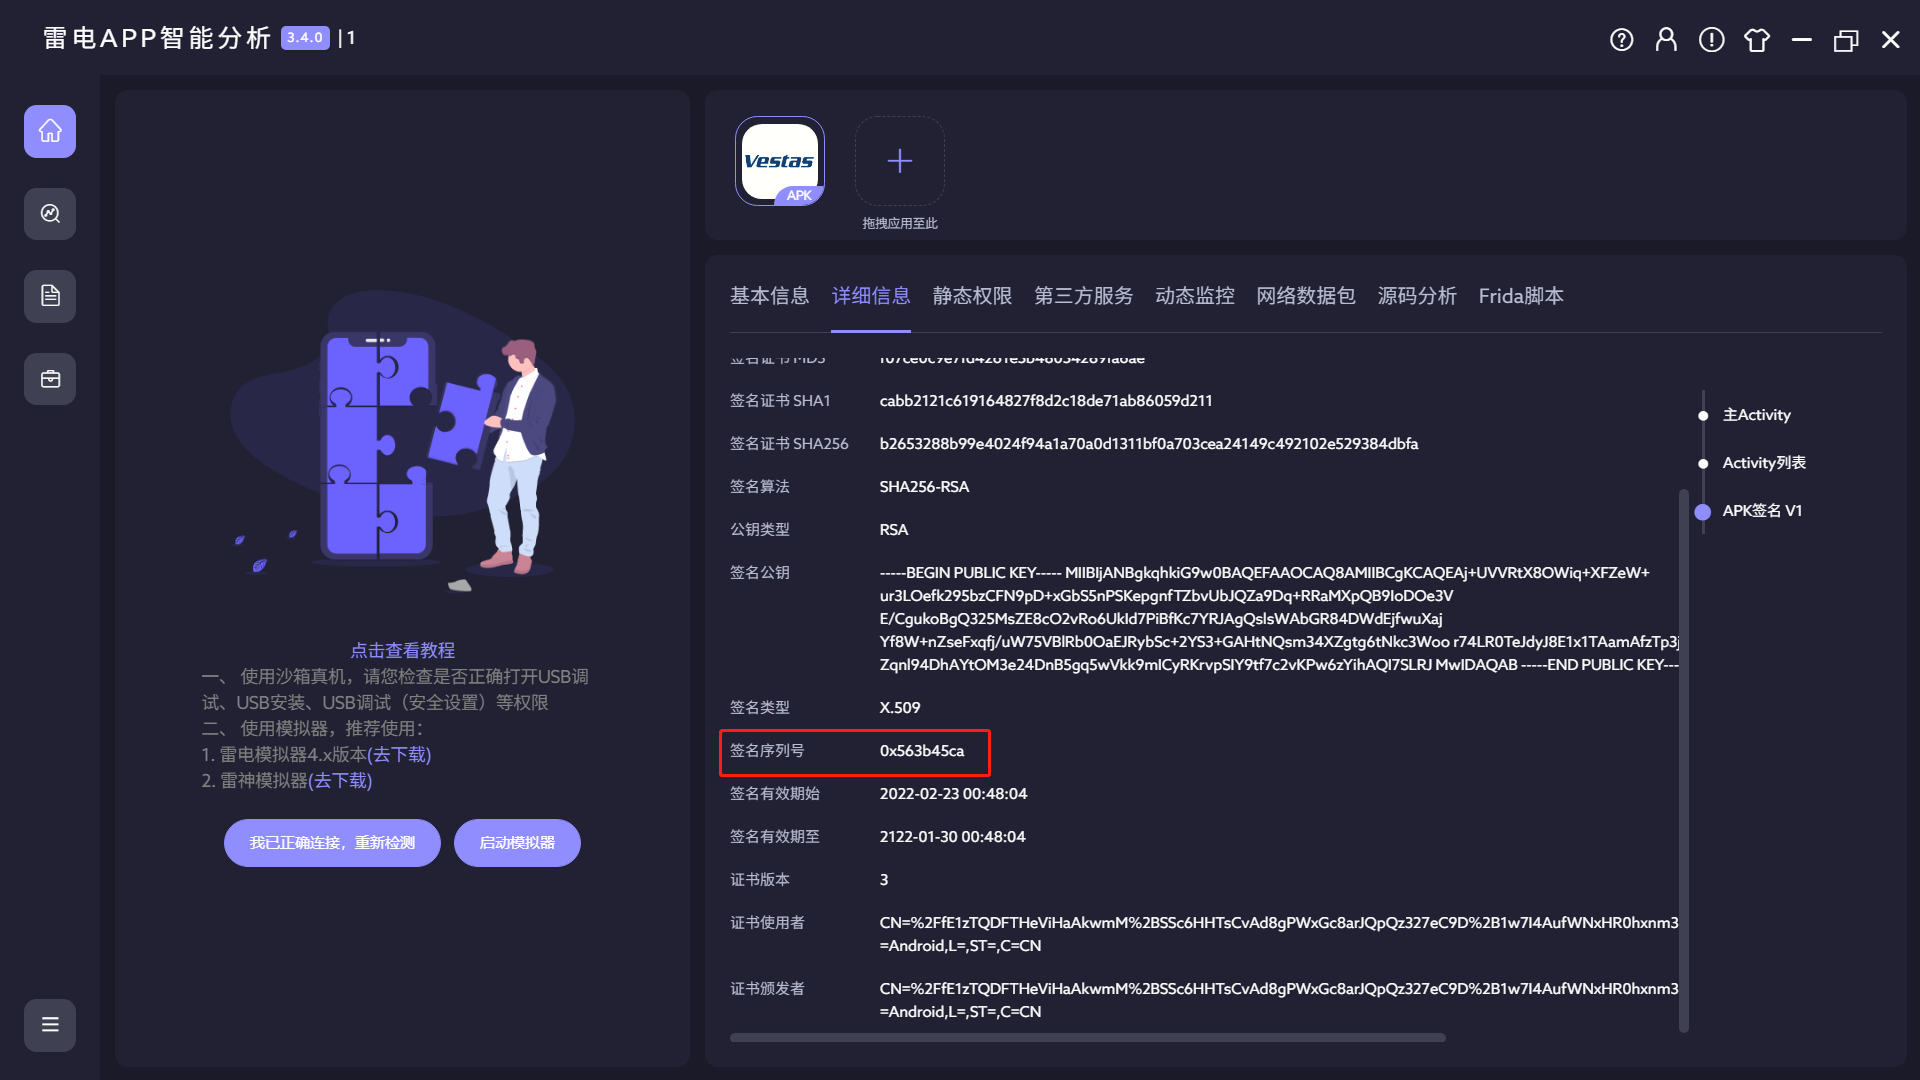 雷电APP智能分析 3.4.0 |1
Vestas
APK
拖拽应用至此
基本信息 详细信息 静态权限 第三方服务 动态监控 网络数据包 源码分析 Frida脚本
签名证书 MD5
签名证书 SHA1 cabb2121c619164827f8d2c18de71ab86059d211
签名证书 SHA256 b2653288b99e4024f94a1a70a0d1311bf0a703cea24149c492102e529384dbfa
签名算法 SHA256-RSA
公钥类型 RSA
签名公钥 -----BEGIN PUBLIC KEY----- MIIBIjANBgkqhkiG9w0BAQEFAAOCAQ8AMIIBCgKCAQEAj+UVVRtX8OWiq+XFZeW+
ur3LOefk295bzCFN9pD+xGbS5nPSKepgnfTZbvUbJQZa9Dq+RRaMXpQB9IoDOe3V
E/CgukoBgQ325MsZE8cO2vRo6UkId7PiBfKc7YRJAgQslsWAbGR84DWdEjfwuXaj
Yf8W+nZseFxqfj/uW75VBlRb0OaEJRybSc+2YS3+GAHtNQsm34XZgtg6tNkc3Woo r74LR0TeJdyJ8E1x1TAamAfzTp3j
Zqnl94DhAYtOM3e24DnB5gq5wVkk9mICyRKrvpSlY9tf7c2vKPw6zYihAQI7SLRJ MwIDAQAB -----END PUBLIC KEY---
签名类型 X.509
签名序列号 0x563b45ca
签名有效期始 2022-02-23 00:48:04
签名有效期至 2122-01-30 00:48:04
证书版本 3
证书使用者 CN=%2FfE1zTQDFTHeViHaAkwmM%2BSSc6HHTsCvAd8gPWxGc8arJQpQz327eC9D%2B1w7I4AufWNxHR0hxnm3
=Android,L=,ST=,C=CN
证书颁发者 CN=%2FfE1zTQDFTHeViHaAkwmM%2BSSc6HHTsCvAd8gPWxGc8arJQpQz327eC9D%2B1w7I4AufWNxHR0hxnm3
=Android,L=,ST=,C=CN
主Activity
Activity列表
APK签名 V1
点击查看教程
一、 使用沙箱真机，请您检查是否正确打开USB调
试、USB安装、USB调试（安全设置）等权限
二、 使用模拟器，推荐使用：
1. 雷电模拟器4.x版本(去下载)
2. 雷神模拟器(去下载)
我已正确连接，重新检测 启动模拟器